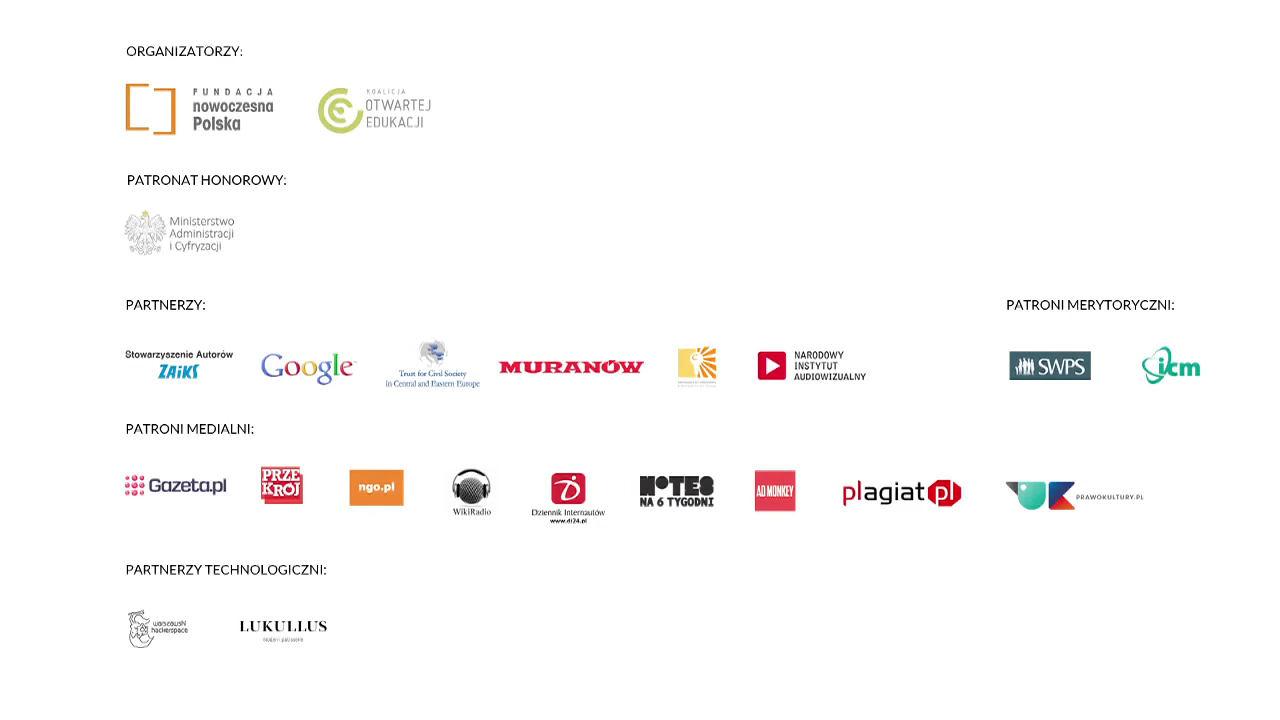 ORGANIZATORZY:
FUNDACJA
nowoczesna
Polska
KOALICJA
OTWARTEJ
EDUKACJI
PATRONAT HONOROWY:
Ministerstwo
Administracji
i Cyfryzacji
PARTNERZY:
PATRONI MERYTORYCZNI:
Stowarzyszenie Autorów
ZAiKS
Google
Trust for Civil Society
in Central and Eastern Europe
MURANÓW
NARODOWY
INSTYTUT
AUDIOWIZUALNY
SWPS
icm
PATRONI MEDIALNI:
Gazeta.pl
PRZE
KRÓJ
ngo.pl
WikiRadio
Dziennik Internautów
www.di24.pl
NOTES
NA 6 TYGODNI
AD MONKEY
plagiat pl
PRAWOKULTURY.PL
PARTNERZY TECHNOLOGICZNI:
warszawski
hackerspace
LUKULLUS